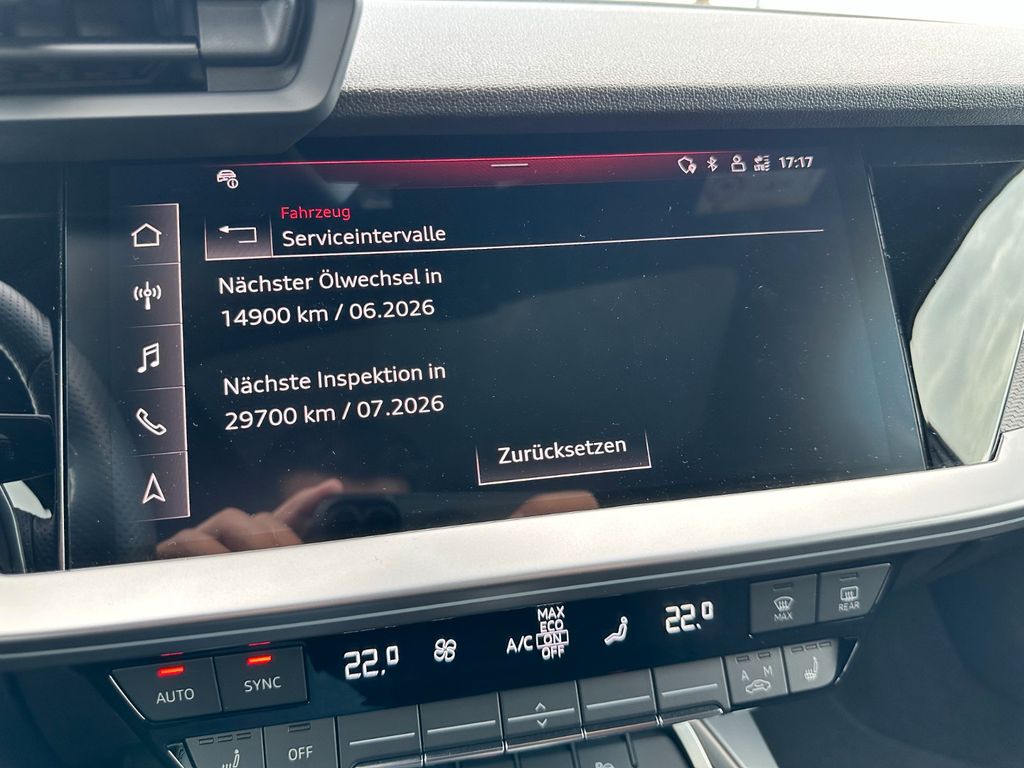 17:17
Fahrzeug
Serviceintervalle
Nächster Ölwechsel in
14900 km / 06.2026
Nächste Inspektion in
29700 km / 07.2026
Zurücksetzen
MAX
REAR
22.0
A/C
MAX
ECO
ON
OFF
22.0
AUTO
SYNC
A M
OFF